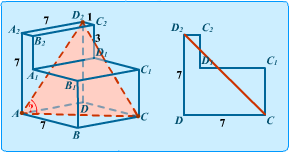 D₂ 1 C₂
7
A₂ B₂ 3
7 D₁
A₁ C₁
B₁
?
A D C
7
B
D₂ C₂
D₁ C₁
7
D 7 C